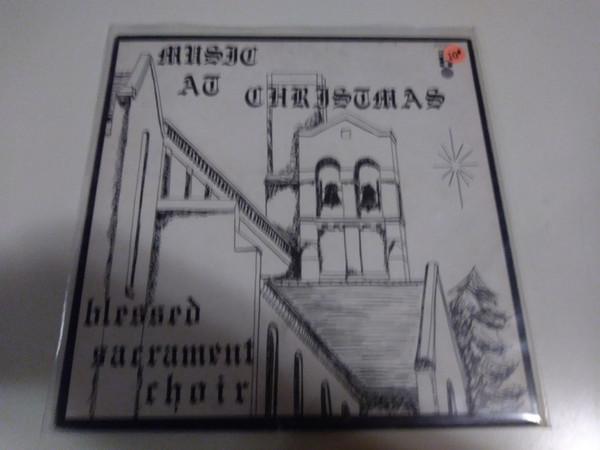 MUSIC
AT CHRISTMAS
blessed
sacrament
choir